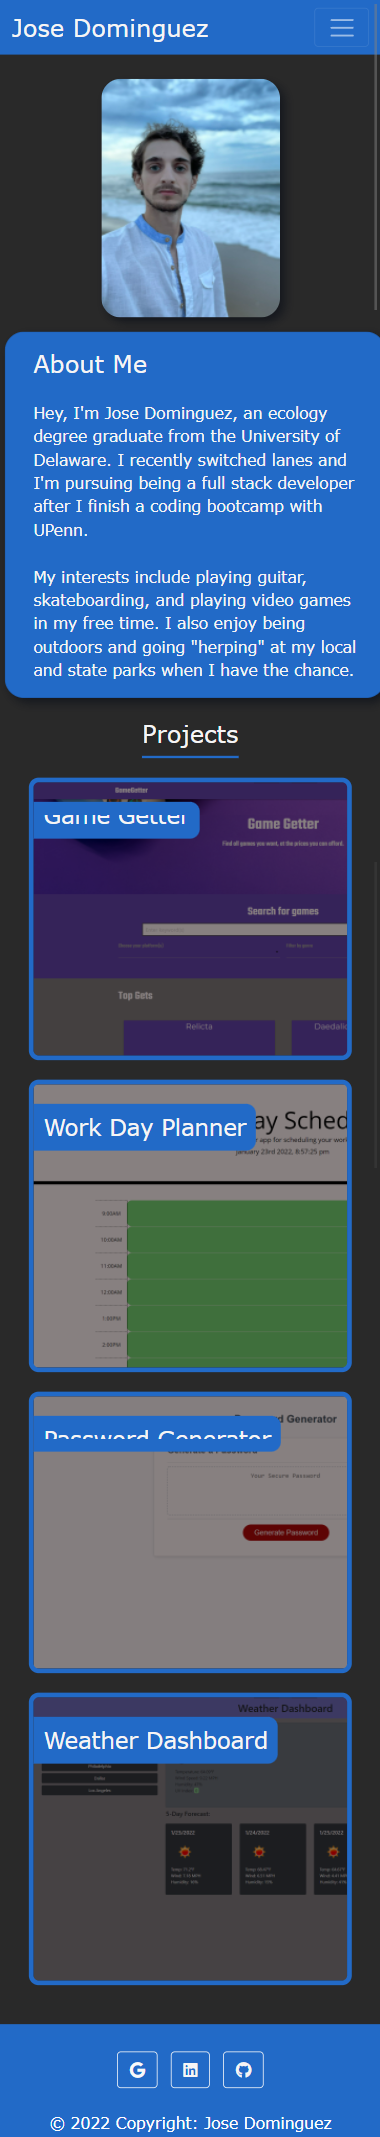 Jose Dominguez
About Me
Hey, I'm Jose Dominguez, an ecology
degree graduate from the University of
Delaware. I recently switched lanes and
I'm pursuing being a full stack developer
after I finish a coding bootcamp with
UPenn.
My interests include playing guitar,
skateboarding, and playing video games
in my free time. I also enjoy being
outdoors and going "herping" at my local
and state parks when I have the chance.
Projects
GameGetter
Game Getter
Game Getter
Find all games you want, at the prices you can afford.
Search for games
Top Gets
Relicta
Daedalic
Work Day Planner
ay Sched
app for scheduling your work
January 23rd 2022, 8:57:25 pm
9:00AM
10:00AM
11:00AM
12:00PM
1:00PM
2:00PM
Password Generator
d Generator
Generate a Password
Your Secure Password
Generate Password
Weather Dashboard
Weather Dashboard
Philadelphia
Dallas
Los Angeles
5-Day Forecast:
1/23/2022
1/24/2022
1/25/2022
© 2022 Copyright: Jose Dominguez